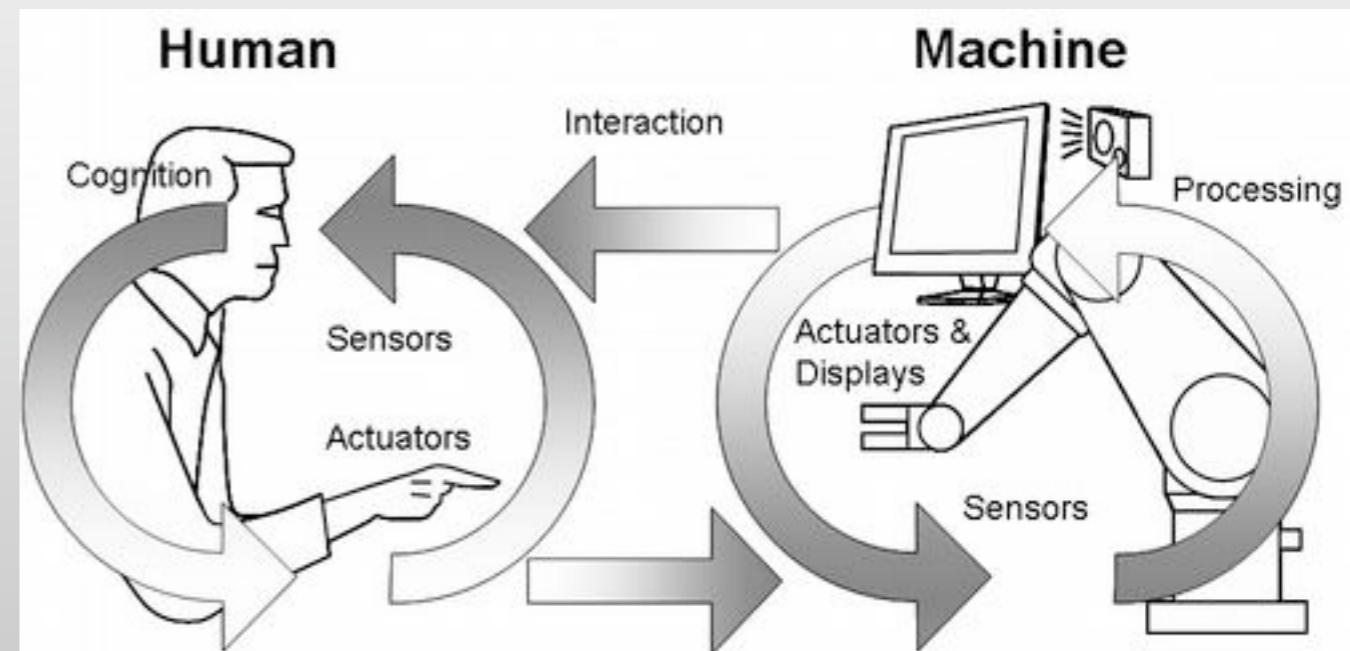 Human
Machine
Interaction
Cognition
Processing
Sensors
Actuators &
Displays
Actuators
Sensors